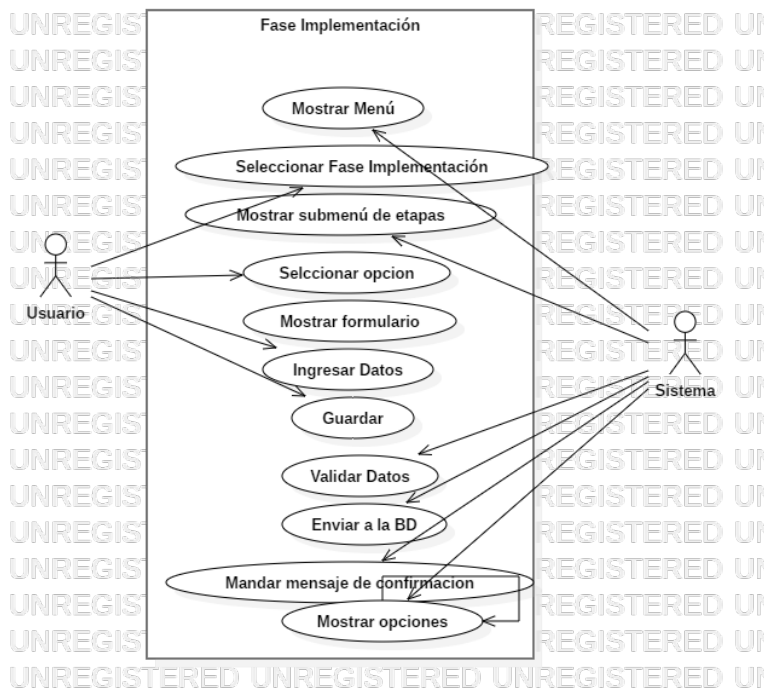 Fase Implementación
Mostrar Menú
Seleccionar Fase Implementación
Mostrar submenú de etapas
Selccionar opcion
Usuario
Mostrar formulario
Ingresar Datos
Sistema
Guardar
Validar Datos
Enviar a la BD
Mandar mensaje de confirmacion
Mostrar opciones
UNREGISTERED UNREGISTERED UNREGISTERED UN